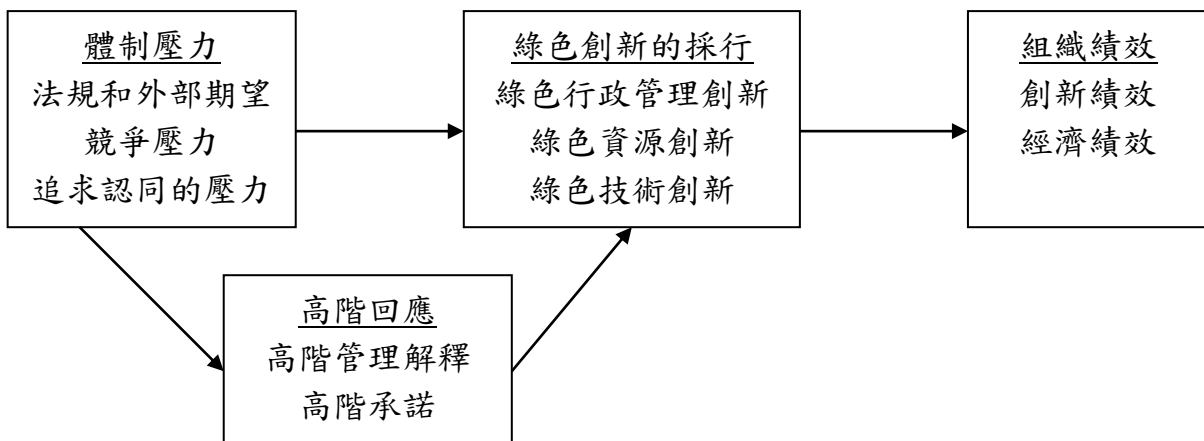 體制壓力
法規和外部期望
競爭壓力
追求認同的壓力
綠色創新的採行
綠色行政管理創新
綠色資源創新
綠色技術創新
組織績效
創新績效
經濟績效
高階回應
高階管理解釋
高階承諾